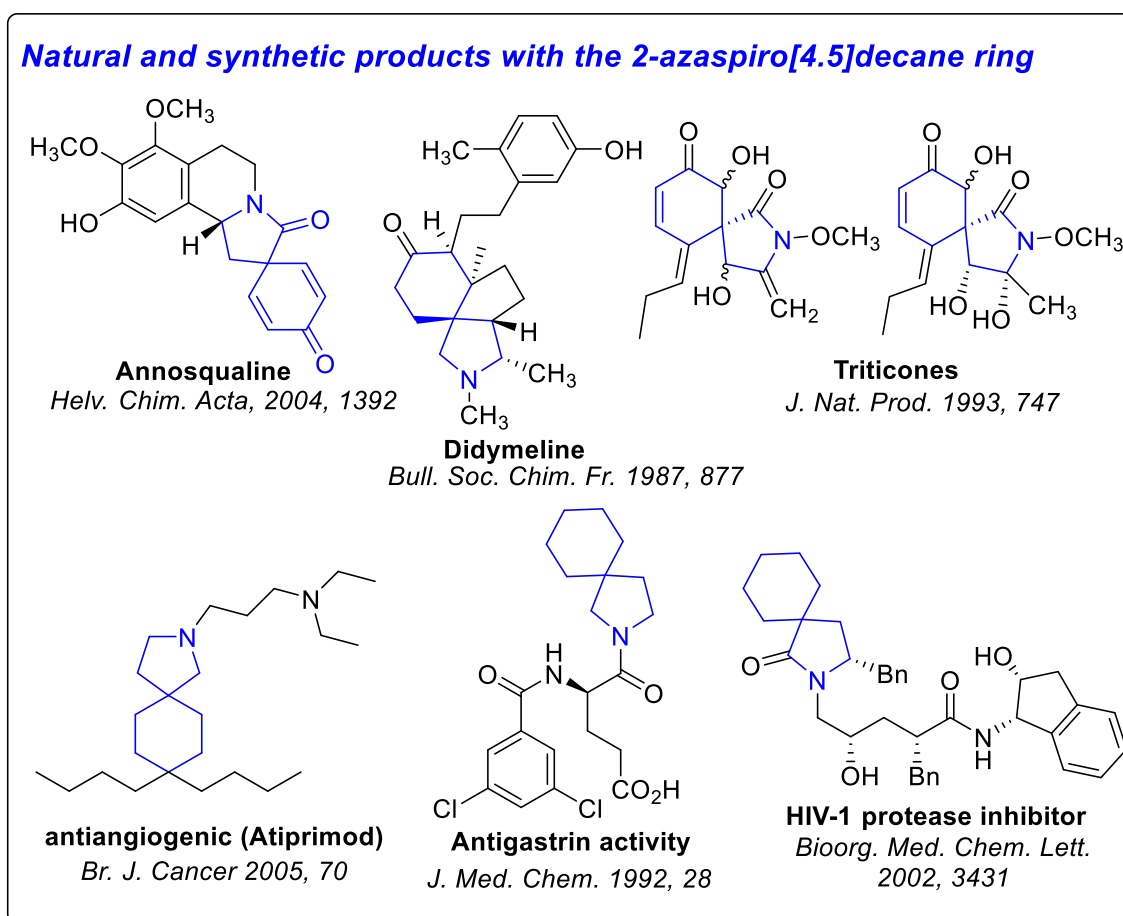 Natural and synthetic products with the 2-azaspiro[4.5]decane ring
OCH3
H3CO
HO
H
N
O
O
Annosqualine
Helv. Chim. Acta, 2004, 1392
H3C
OH
H
O
H
N
CH3
CH3
Didymeline
Bull. Soc. Chim. Fr. 1987, 877
O
OH
O
N
OCH3
HO
CH2
O
OH
O
N
OCH3
HO
HO
CH3
Triticones
J. Nat. Prod. 1993, 747
N
N
antiangiogenic (Atiprimod)
Br. J. Cancer 2005, 70
N
H
N
O
O
Cl
Cl
CO2H
Antigastrin activity
J. Med. Chem. 1992, 28
O
N
Bn
OH
Bn
O
N
H
HO
HIV-1 protease inhibitor
Bioorg. Med. Chem. Lett.
2002, 3431